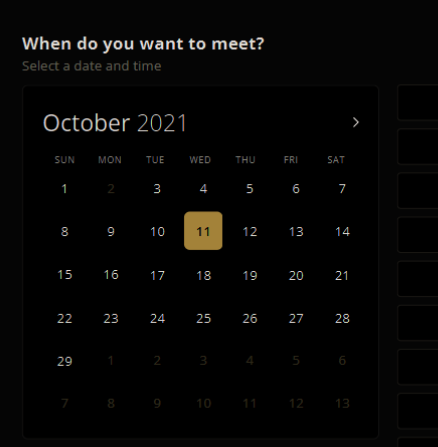 When do you want to meet?
Select a date and time
October 2021 >
SUN MON TUE WED THU FRI SAT
1 2 3 4 5 6 7
8 9 10 11 12 13 14
15 16 17 18 19 20 21
22 23 24 25 26 27 28
29 1 2 3 4 5 6
7 8 9 10 11 12 13